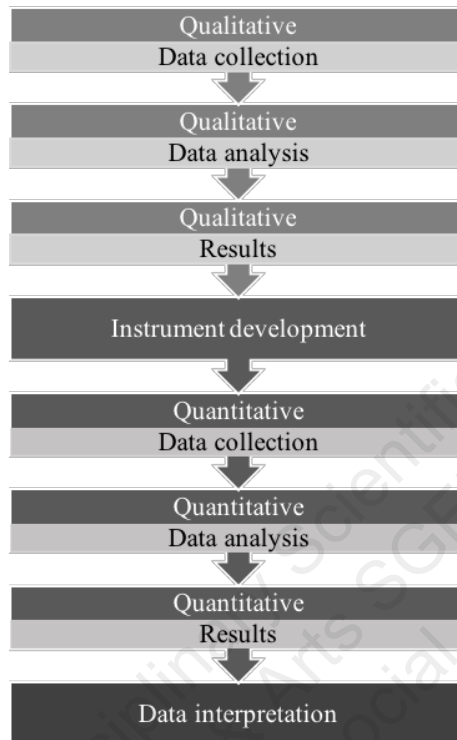 Qualitative
Data collection
Qualitative
Data analysis
Qualitative
Results
Instrument development
Quantitative
Data collection
Quantitative
Data analysis
Quantitative
Results
Data interpretation